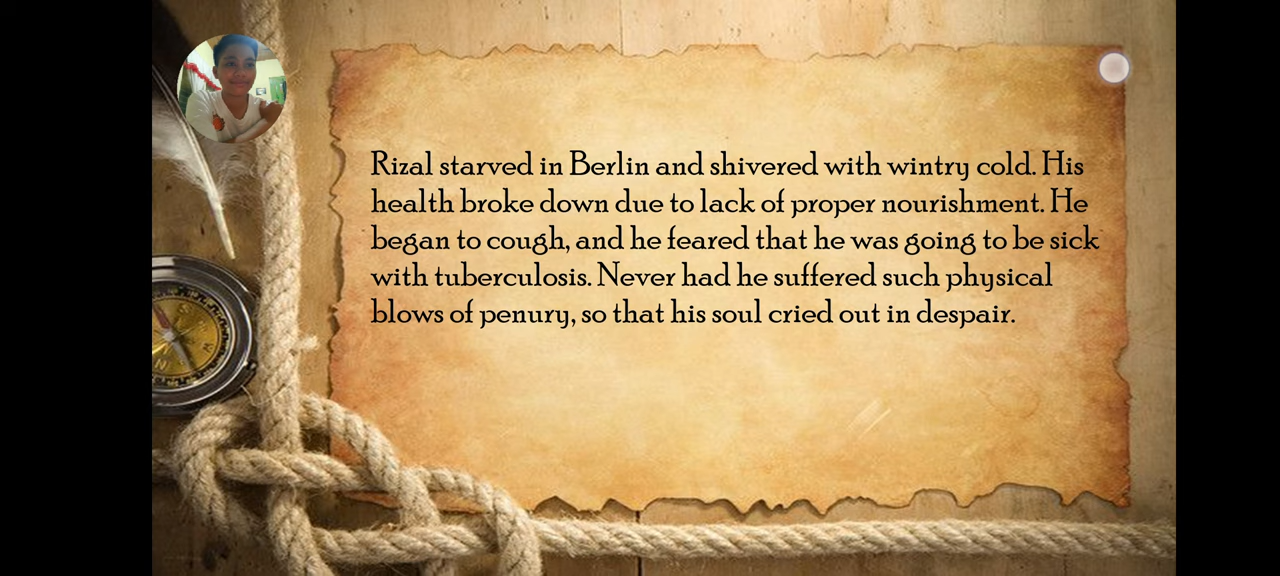 Rizal starved in Berlin and shivered with wintry cold. His
health broke down due to lack of proper nourishment. He
began to cough, and he feared that he was going to be sick
with tuberculosis. Never had he suffered such physical
blows of penury, so that his soul cried out in despair.